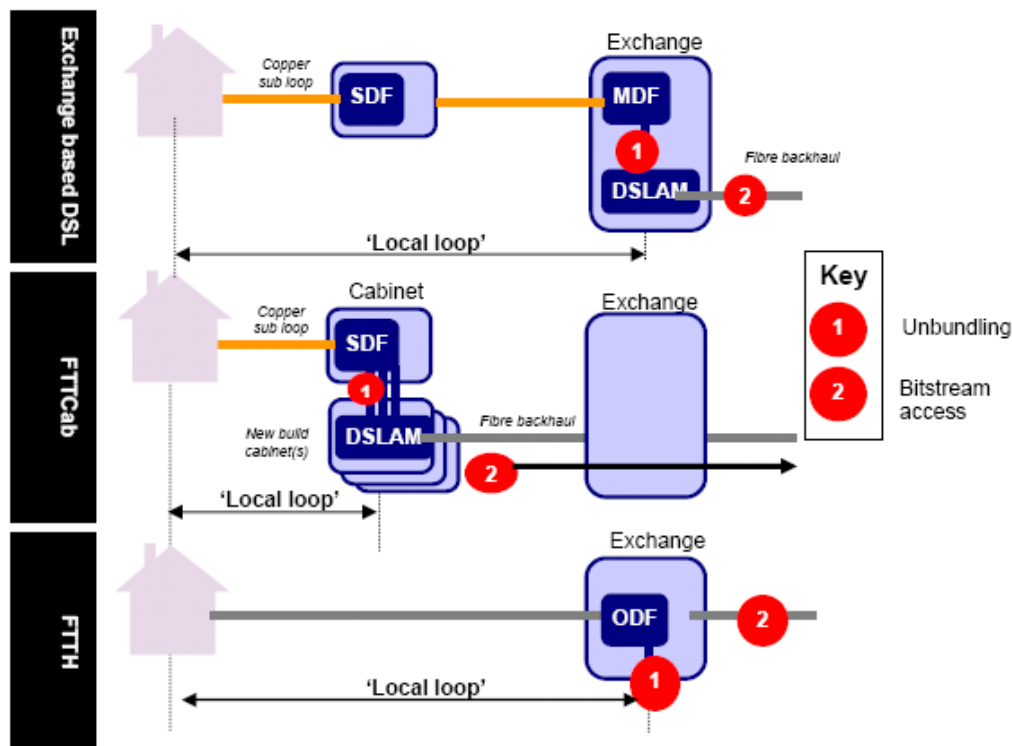 Exchange based DSL
Copper
sub loop
SDF
Exchange
MDF
1
DSLAM
Fibre backhaul
2
'Local loop'
FTTCab
Copper
sub loop
Cabinet
SDF
1
New build
cabinet(s)
DSLAM
Fibre backhaul
2
Exchange
'Local loop'
Key
1
Unbundling
2
Bitstream
access
FTTH
Exchange
ODF
2
1
'Local loop'